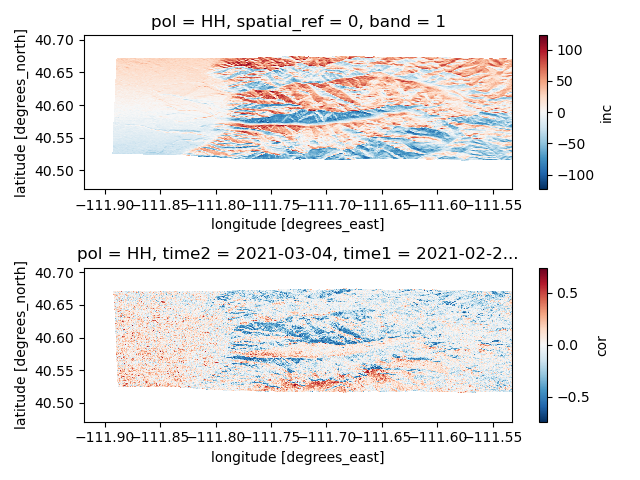 pol = HH, spatial_ref = 0, band = 1
latitude [degrees_north]
40.70
40.65
40.60
40.55
40.50
−111.90−111.85−111.80−111.75−111.70−111.65−111.60−111.55
longitude [degrees_east]
100
50
0
−50
−100
inc
pol = HH, time2 = 2021-03-04, time1 = 2021-02-2...
latitude [degrees_north]
40.70
40.65
40.60
40.55
40.50
−111.90−111.85−111.80−111.75−111.70−111.65−111.60−111.55
longitude [degrees_east]
0.5
0.0
−0.5
cor